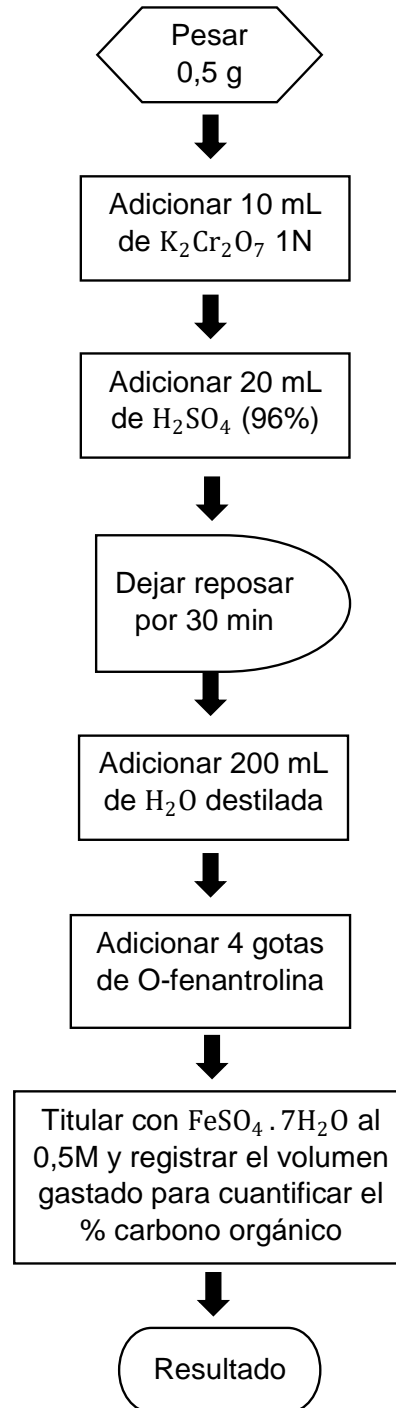 Pesar
0,5 g
Adicionar 10 mL
de K₂Cr₂O₇ 1N
Adicionar 20 mL
de H₂SO₄ (96%)
Dejar reposar
por 30 min
Adicionar 200 mL
de H₂O destilada
Adicionar 4 gotas
de O-fenantrolina
Titular con FeSO₄ . 7H₂O al
0,5M y registrar el volumen
gastado para cuantificar el
% carbono orgánico
Resultado